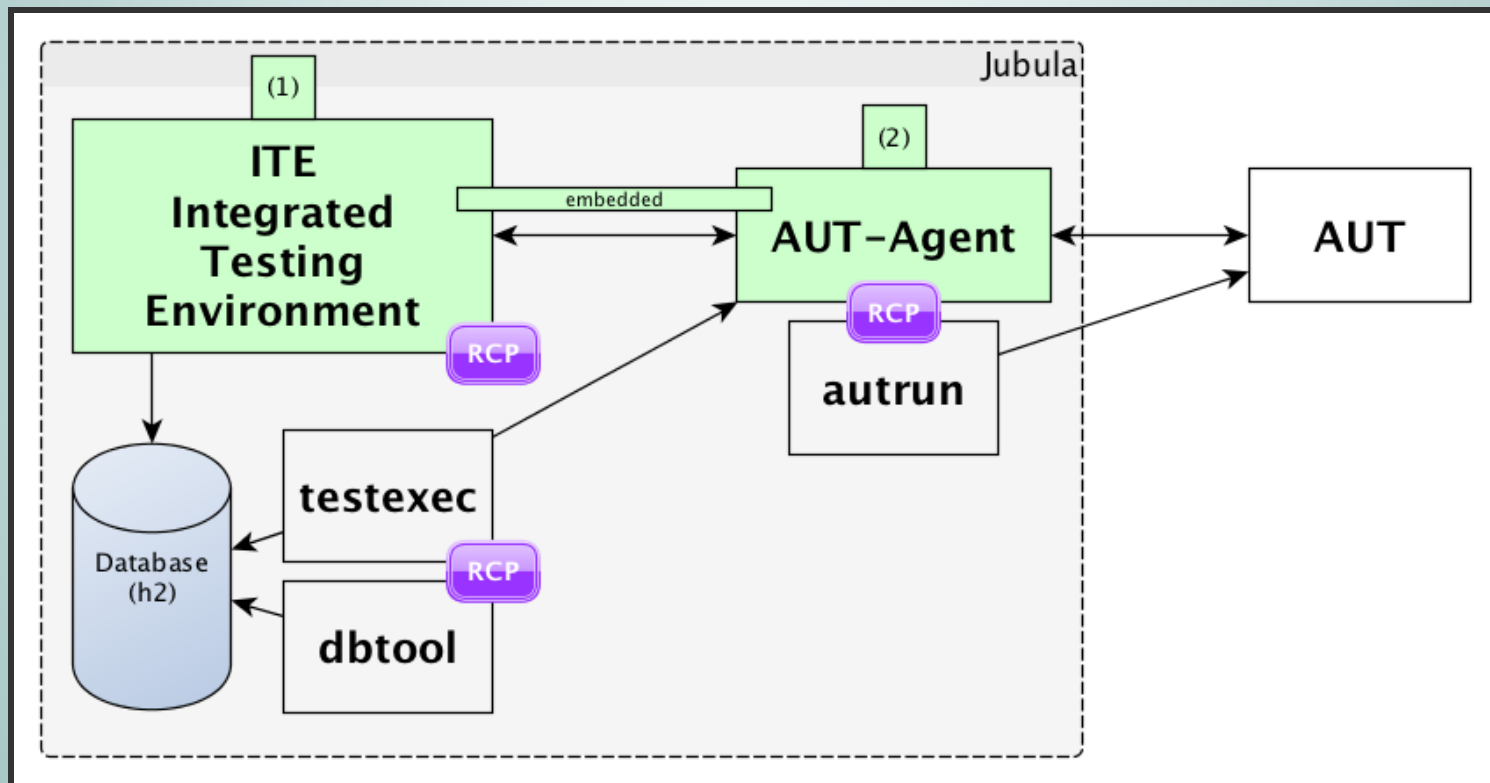 Jubula
(1)
ITE
Integrated
Testing
Environment
RCP
embedded
(2)
AUT-Agent
RCP
autrun
AUT
testexec
RCP
dbtool
Database
(h2)